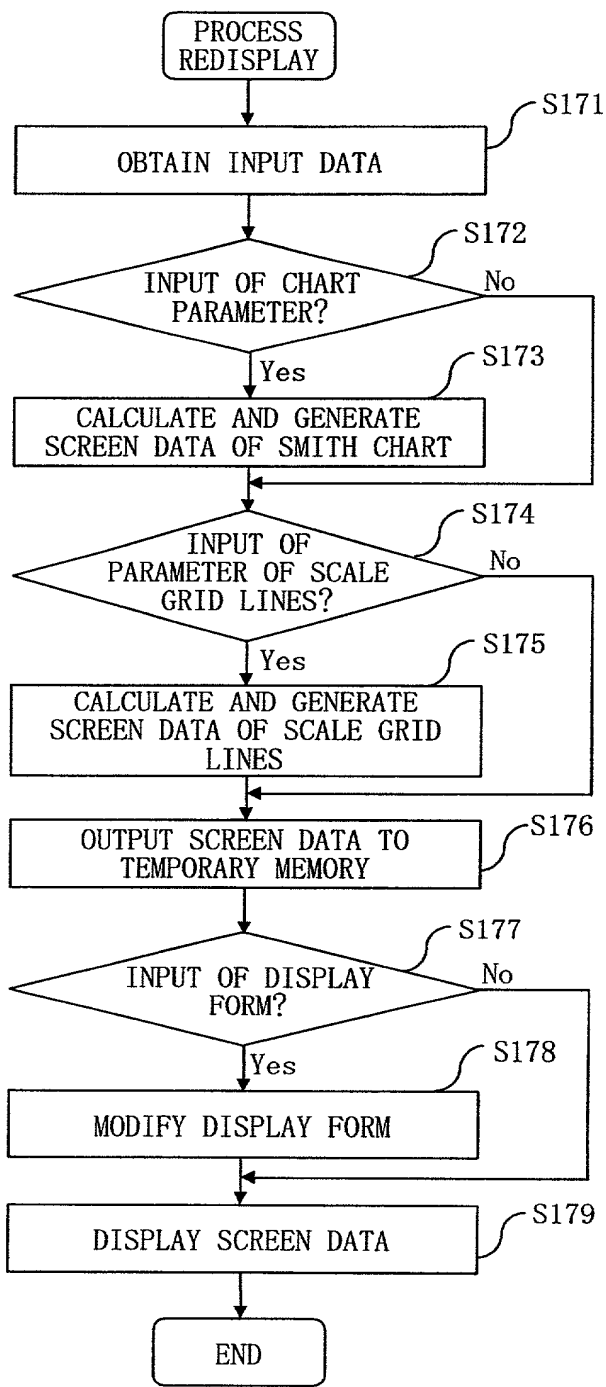 PROCESS
REDISPLAY
S171
OBTAIN INPUT DATA
S172
INPUT OF CHART
PARAMETER?
No
Yes
S173
CALCULATE AND GENERATE
SCREEN DATA OF SMITH CHART
S174
INPUT OF
PARAMETER OF SCALE
GRID LINES?
No
Yes
S175
CALCULATE AND GENERATE
SCREEN DATA OF SCALE GRID
LINES
S176
OUTPUT SCREEN DATA TO
TEMPORARY MEMORY
S177
INPUT OF DISPLAY
FORM?
No
Yes
S178
MODIFY DISPLAY FORM
S179
DISPLAY SCREEN DATA
END